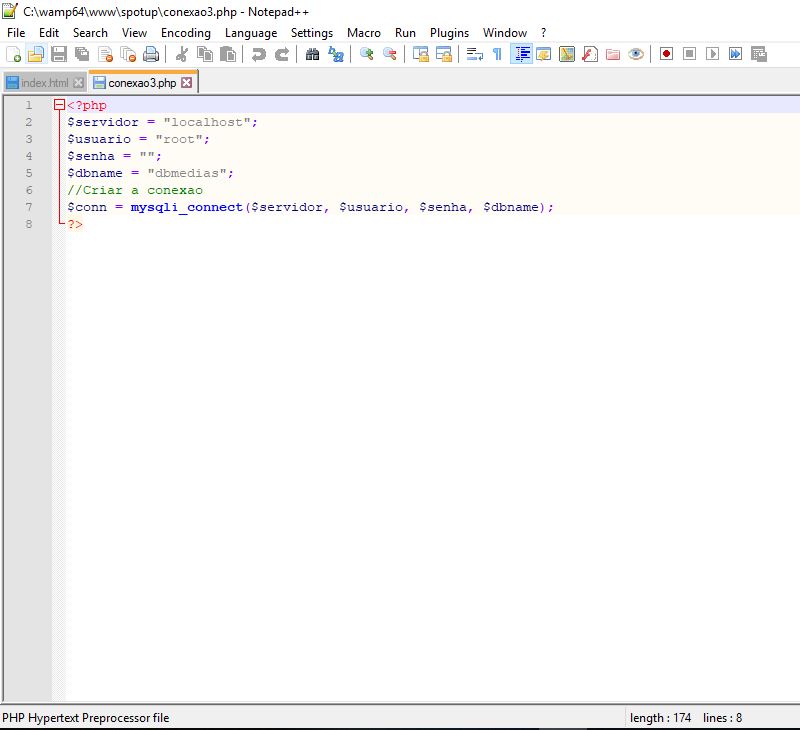 C:\wamp64\www\spotup\conexao3.php - Notepad++
File Edit Search View Encoding Language Settings Macro Run Plugins Window ?
index.html conexao3.php
1 <?php
2 $servidor = "localhost";
3 $usuario = "root";
4 $senha = "";
5 $dbname = "dbmedias";
6 //Criar a conexao
7 $conn = mysqli_connect($servidor, $usuario, $senha, $dbname);
8 ?>
PHP Hypertext Preprocessor file length : 174 lines : 8